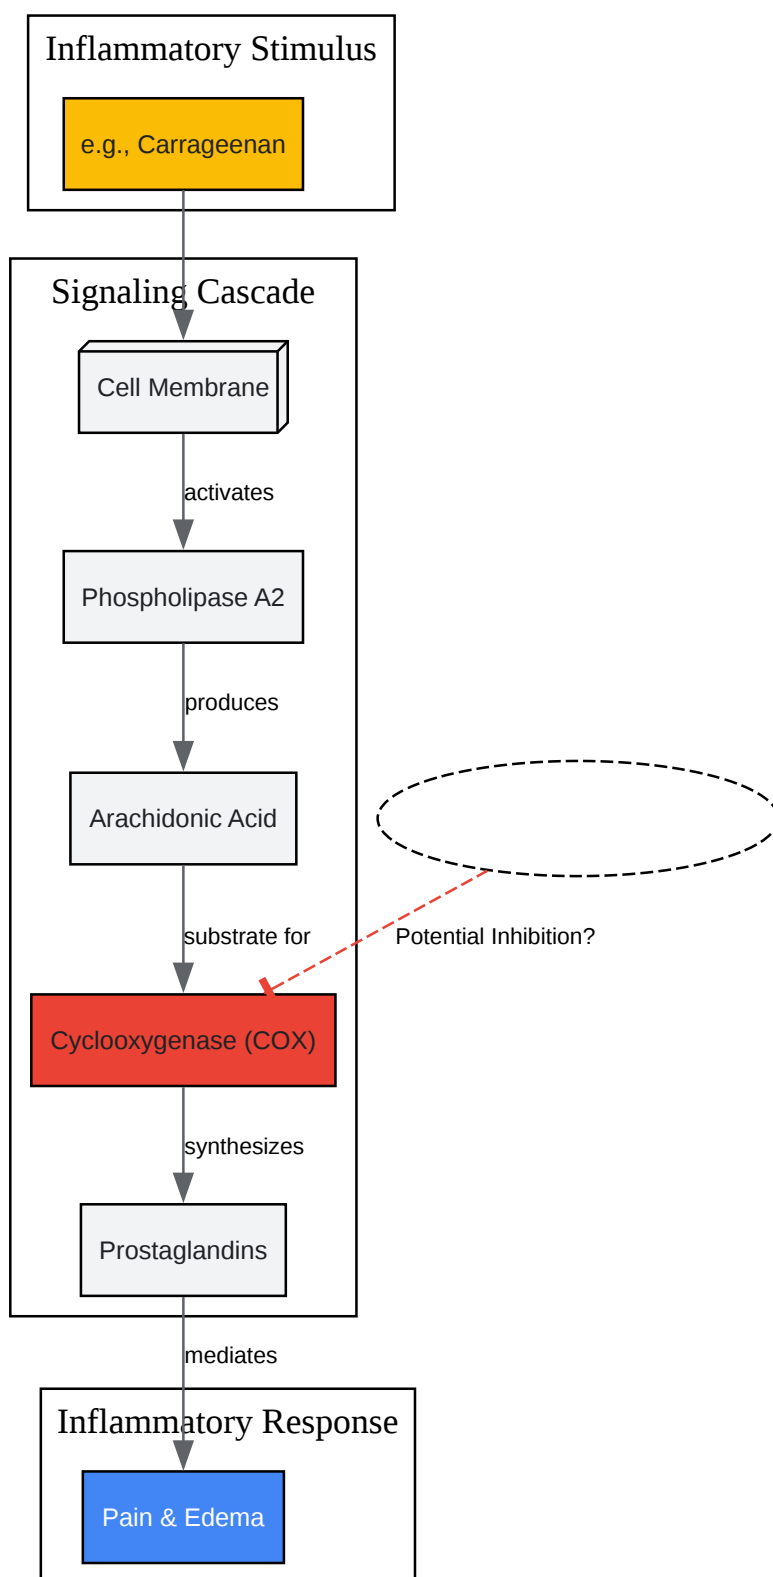 Inflammatory Stimulus
e.g., Carrageenan
Signaling Cascade
Cell Membrane
activates
Phospholipase A2
produces
Arachidonic Acid
substrate for
Potential Inhibition?
Cyclooxygenase (COX)
synthesizes
Prostaglandins
mediates
Inflammatory Response
Pain & Edema